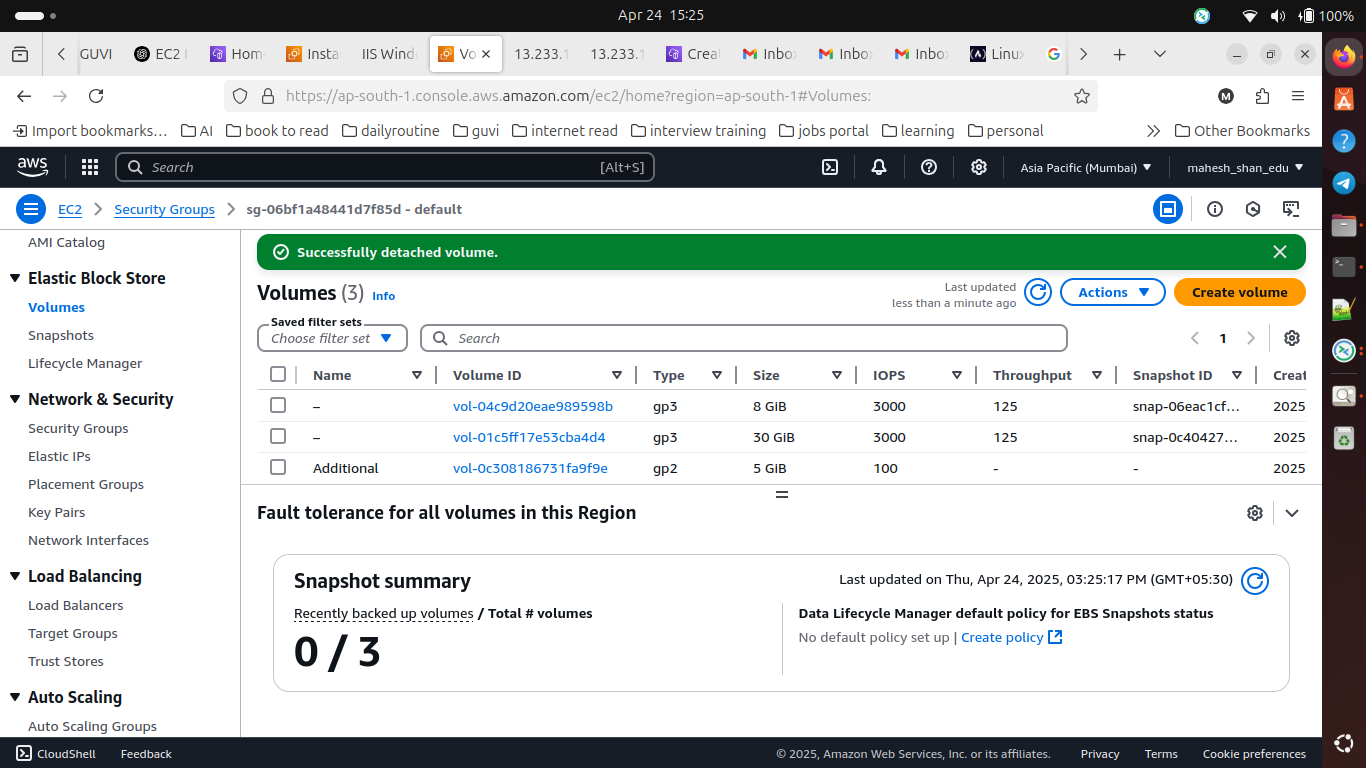 Apr 24 15:25
100%
GUVI
EC2 I
Hom
Insta
IIS Wind
Vo
13.233.1
13.233.1
Crea
Inbo
Inbo
Inbo
Linux
https://ap-south-1.console.aws.amazon.com/ec2/home?region=ap-south-1#Volumes:
M
Import bookmarks…
AI
book to read
dailyroutine
guvi
internet read
interview training
jobs portal
learning
personal
Other Bookmarks
aws
Search
[Alt+S]
Asia Pacific (Mumbai)
mahesh_shan_edu
EC2
Security Groups
sg-06bf1a48441d7f85d - default
AMI Catalog
Elastic Block Store
Volumes
Snapshots
Lifecycle Manager
Network & Security
Security Groups
Elastic IPs
Placement Groups
Key Pairs
Network Interfaces
Load Balancing
Load Balancers
Target Groups
Trust Stores
Auto Scaling
Auto Scaling Groups
Successfully detached volume.
Volumes (3) Info
Last updated
less than a minute ago
Actions
Create volume
Saved filter sets
Choose filter set
Search
1
Name Volume ID Type Size IOPS Throughput Snapshot ID Creat
– vol-04c9d20eae989598b gp3 8 GiB 3000 125 snap-06eac1cf… 2025
– vol-01c5ff17e53cba4d4 gp3 30 GiB 3000 125 snap-0c40427… 2025
Additional vol-0c308186731fa9f9e gp2 5 GiB 100 - - 2025
Fault tolerance for all volumes in this Region
Snapshot summary
Last updated on Thu, Apr 24, 2025, 03:25:17 PM (GMT+05:30)
Recently backed up volumes / Total # volumes
0 / 3
Data Lifecycle Manager default policy for EBS Snapshots status
No default policy set up | Create policy
CloudShell
Feedback
© 2025, Amazon Web Services, Inc. or its affiliates.
Privacy
Terms
Cookie preferences